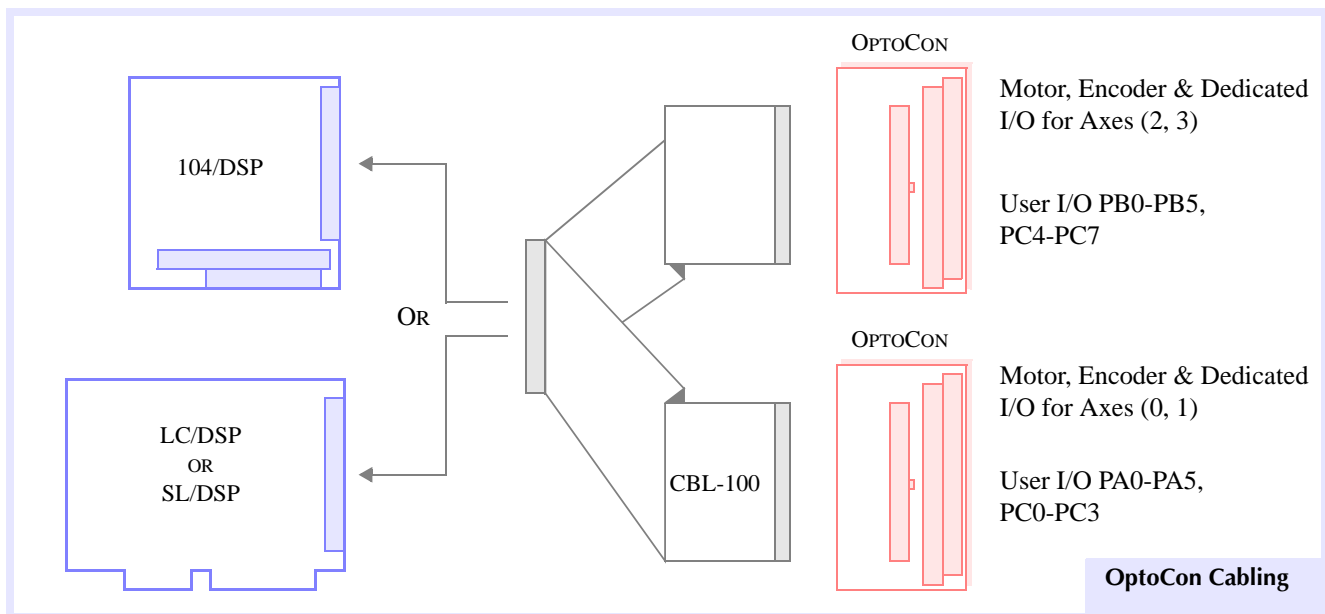 OPTOCON
Motor, Encoder & Dedicated
I/O for Axes (2, 3)
User I/O PB0-PB5,
PC4-PC7
104/DSP
OR
OPTOCON
Motor, Encoder & Dedicated
I/O for Axes (0, 1)
User I/O PA0-PA5,
PC0-PC3
LC/DSP
OR
SL/DSP
CBL-100
OptoCon Cabling